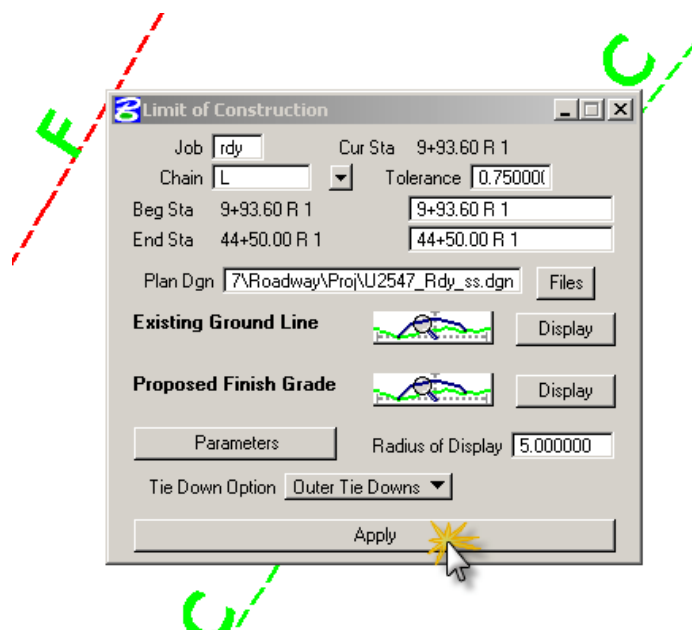 C
F
Limit of Construction
Job rdy Cur Sta 9+93.60 R 1
Chain L Tolerance 0.75000(
Beg Sta 9+93.60 R 1 9+93.60 R 1
End Sta 44+50.00 R 1 44+50.00 R 1
Plan Dgn 7\Roadway\Proj\U2547_Rdy_ss.dgn Files
Existing Ground Line Display
Proposed Finish Grade Display
Parameters Radius of Display 5.000000
Tie Down Option Outer Tie Downs
Apply
C